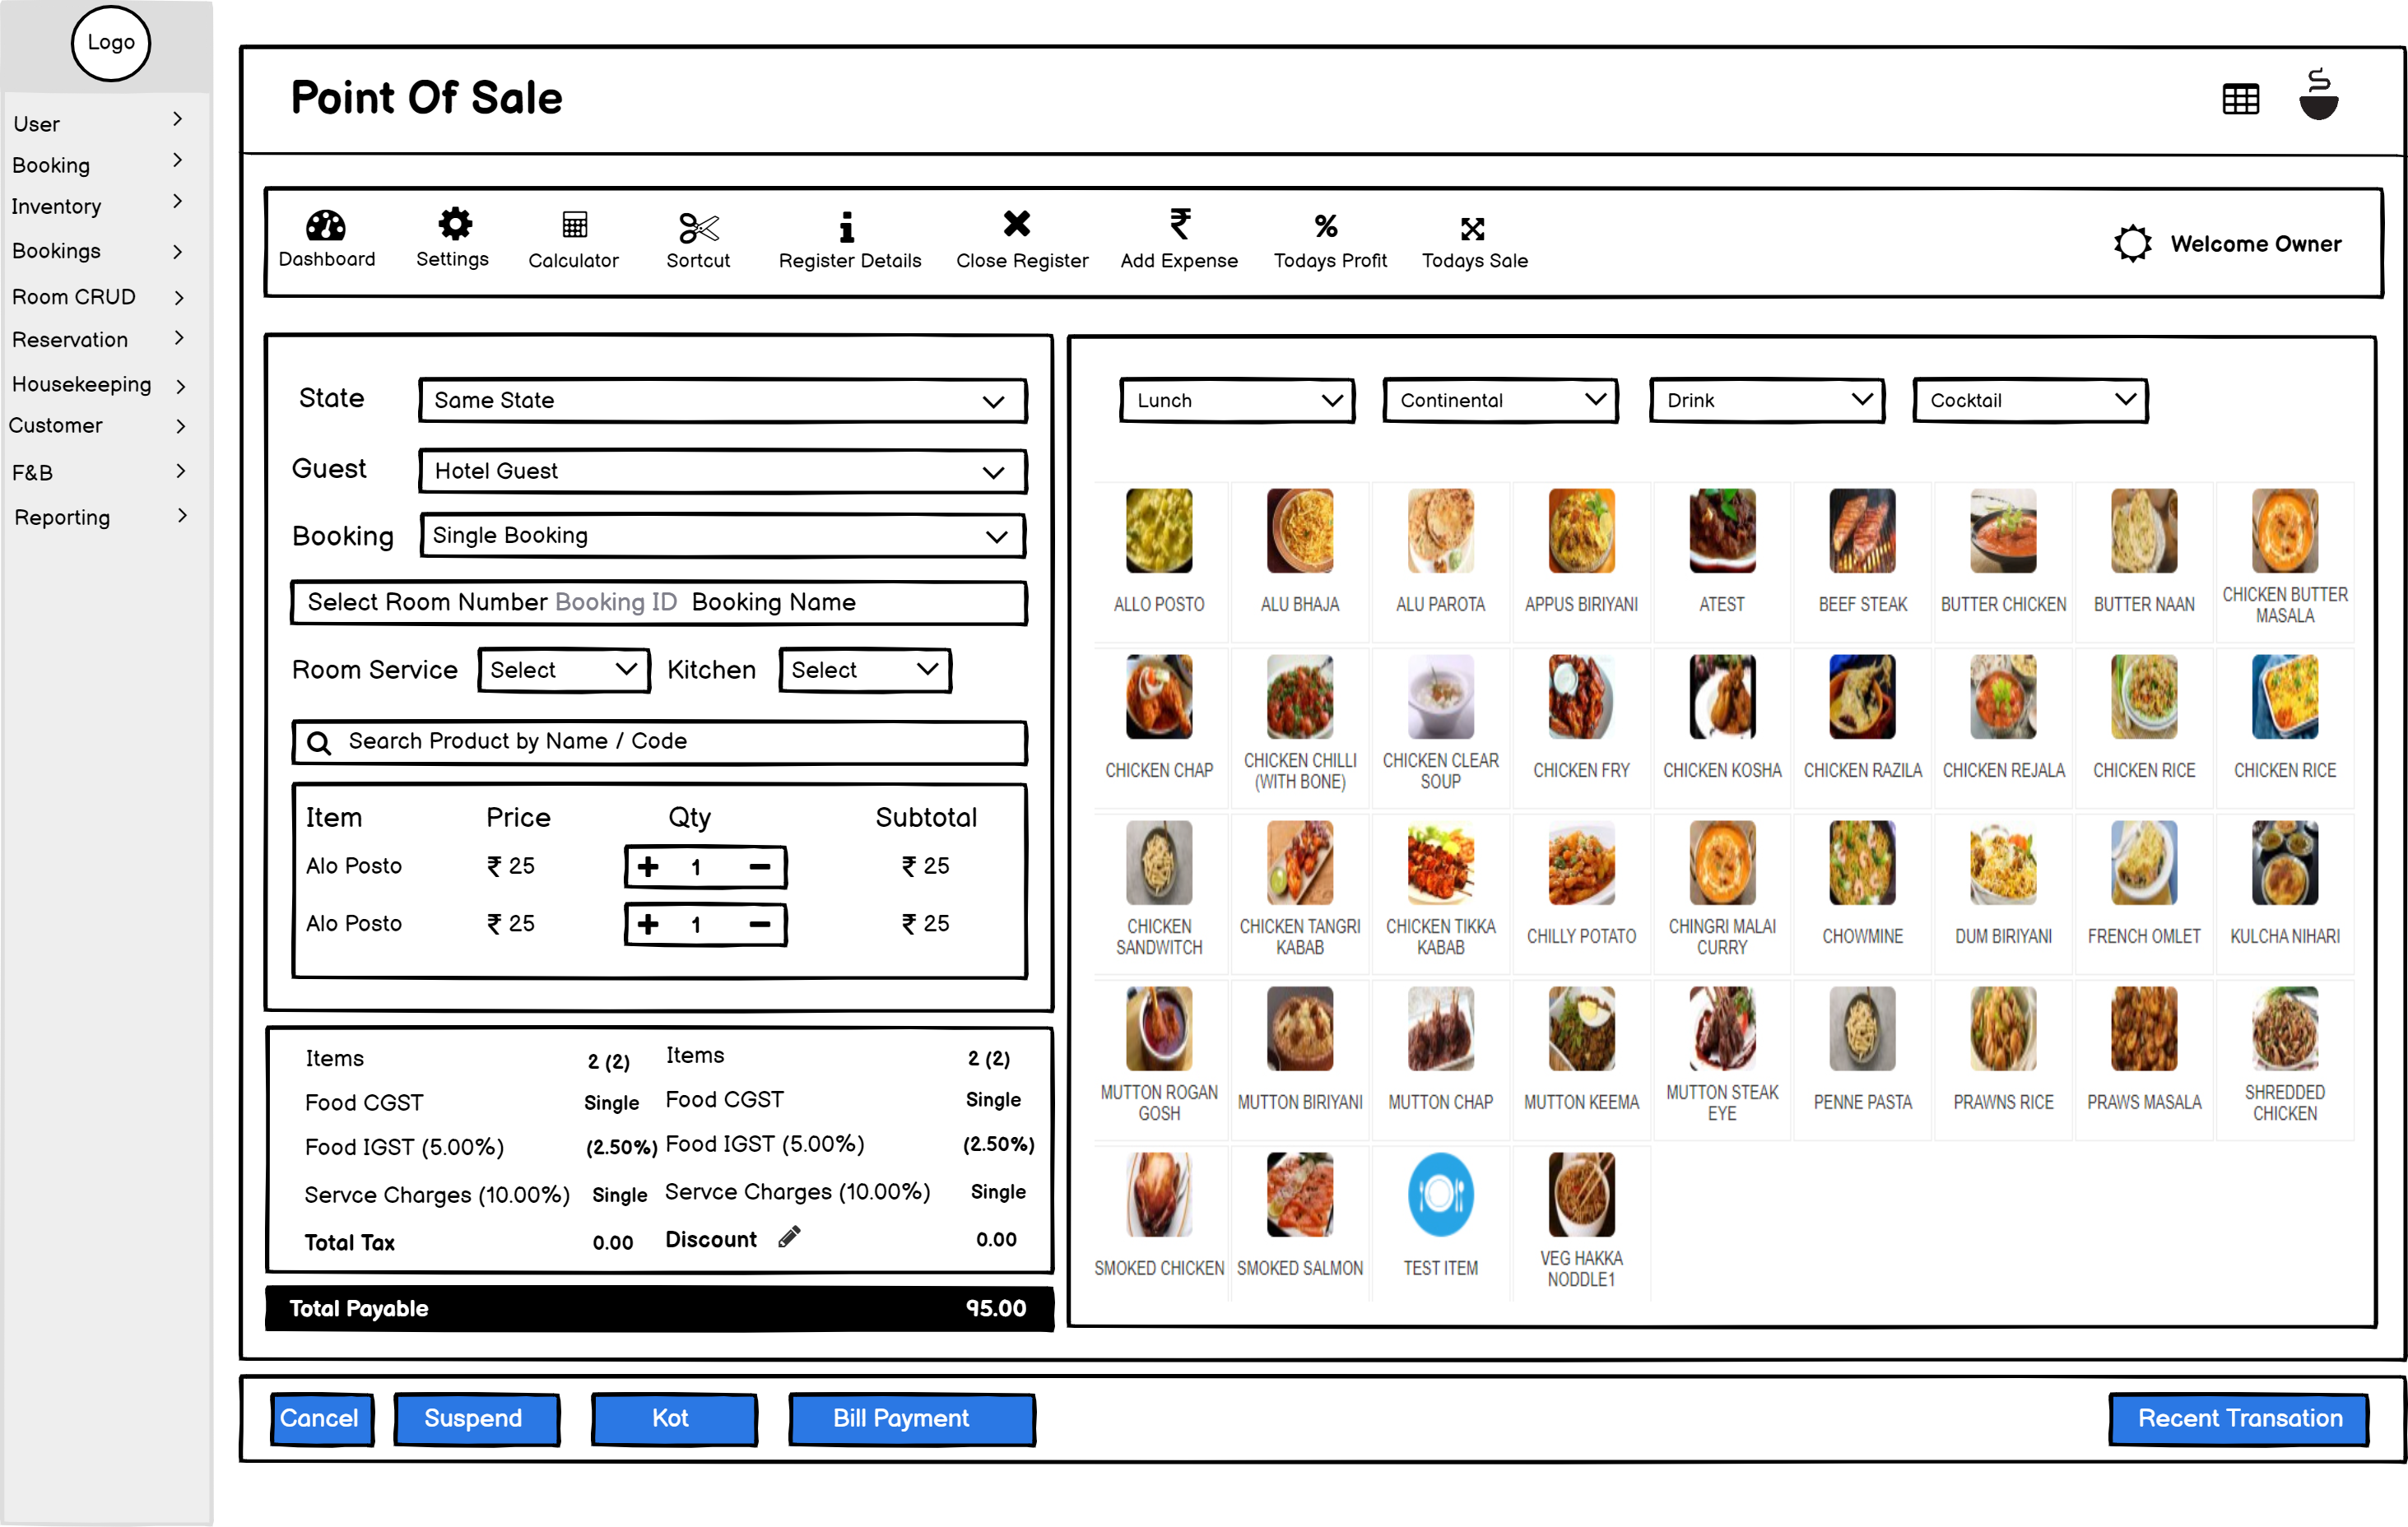 Logo
User
Booking
Inventory
Bookings
Room CRUD
Reservation
Housekeeping
Customer
F&B
Reporting
Point Of Sale
Dashboard Settings Calculator Sortcut Register Details Close Register Add Expense Todays Profit Todays Sale Welcome Owner
State Same State
Guest Hotel Guest
Booking Single Booking
Select Room Number Booking ID Booking Name
Room Service Select Kitchen Select
Search Product by Name / Code
Item Price Qty Subtotal
Alo Posto ₹ 25 1 ₹ 25
Alo Posto ₹ 25 1 ₹ 25
Items 2 (2) Items 2 (2)
Food CGST Single Food CGST Single
Food IGST (5.00%) (2.50%) Food IGST (5.00%) (2.50%)
Servce Charges (10.00%) Single Servce Charges (10.00%) Single
Total Tax 0.00 Discount 0.00
Total Payable 95.00
Lunch Continental Drink Cocktail
ALLO POSTO
ALU BHAJA
ALU PAROTA
APPUS BIRIYANI
ATEST
BEEF STEAK
BUTTER CHICKEN
BUTTER NAAN
CHICKEN BUTTER
MASALA
CHICKEN CHAP
CHICKEN CHILLI
(WITH BONE)
CHICKEN CLEAR
SOUP
CHICKEN FRY
CHICKEN KOSHA
CHICKEN RAZILA
CHICKEN REJALA
CHICKEN RICE
CHICKEN RICE
CHICKEN
SANDWITCH
CHICKEN TANGRI
KABAB
CHICKEN TIKKA
KABAB
CHILLY POTATO
CHINGRI MALAI
CURRY
CHOWMINE
DUM BIRIYANI
FRENCH OMLET
KULCHA NIHARI
MUTTON ROGAN
GOSH
MUTTON BIRIYANI
MUTTON CHAP
MUTTON KEEMA
MUTTON STEAK
EYE
PENNE PASTA
PRAWNS RICE
PRAWS MASALA
SHREDDED
CHICKEN
SMOKED CHICKEN
SMOKED SALMON
TEST ITEM
VEG HAKKA
NODDLE1
Cancel Suspend Kot Bill Payment Recent Transation